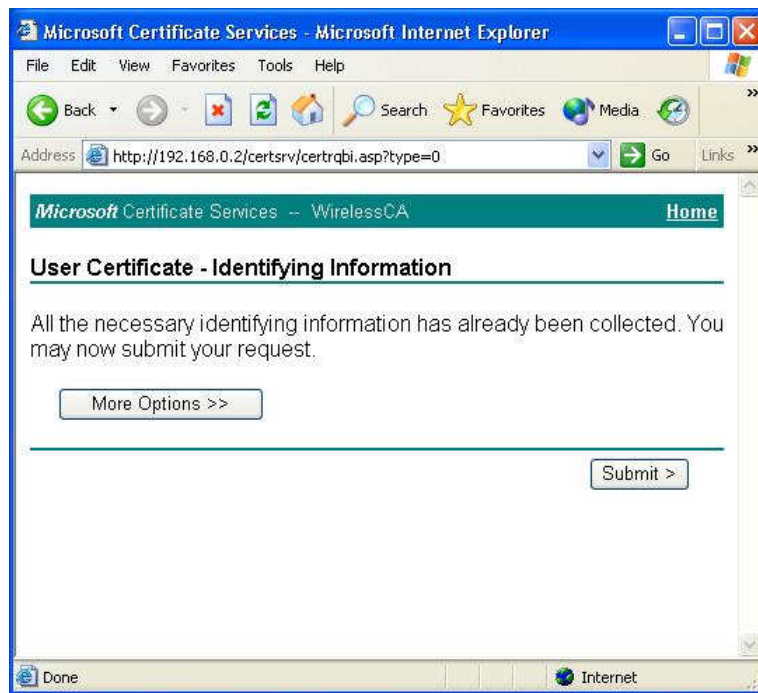 Microsoft Certificate Services - Microsoft Internet Explorer
File Edit View Favorites Tools Help
Back Search Favorites Media »
Address http://192.168.0.2/certsrv/certrqbi.asp?type=0 Go Links »
Microsoft Certificate Services -- WirelessCA Home
User Certificate - Identifying Information
All the necessary identifying information has already been collected. You
may now submit your request.
More Options >>
Submit >
Done Internet